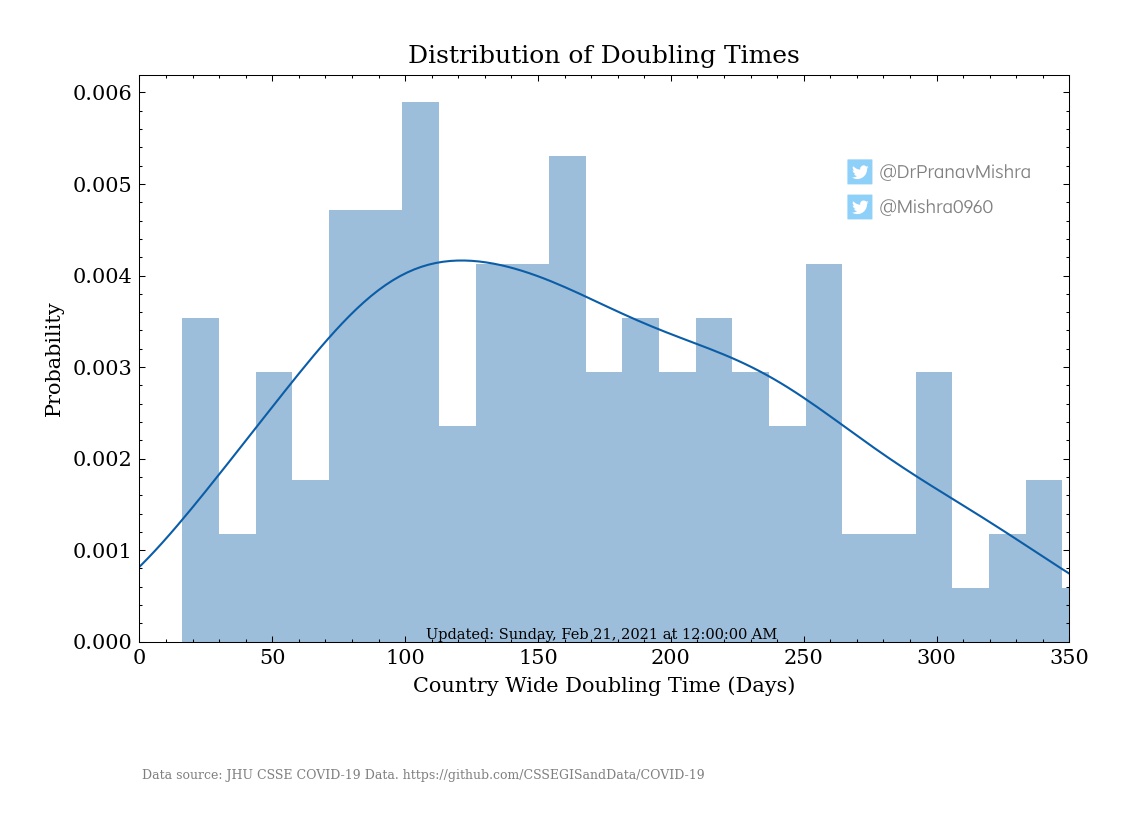 Distribution of Doubling Times
0.006
0.005
0.004
0.003
0.002
0.001
0.000
Probability
@DrPranavMishra
@Mishra0960
Updated: Sunday, Feb 21, 2021 at 12:00:00 AM
0 50 100 150 200 250 300 350
Country Wide Doubling Time (Days)
Data source: JHU CSSE COVID-19 Data. https://github.com/CSSEGISandData/COVID-19